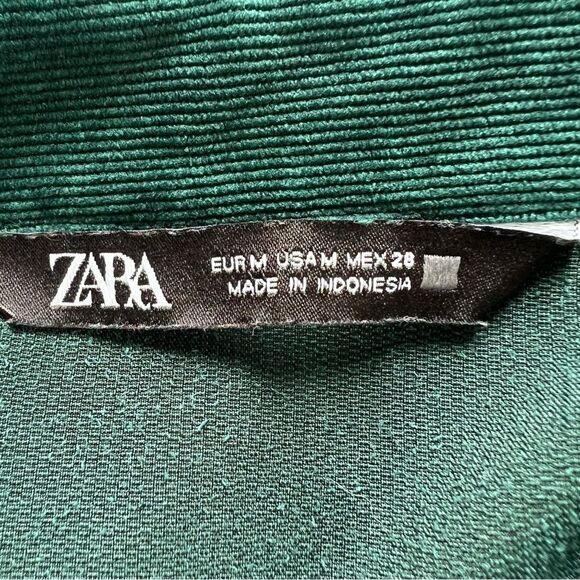 ZARA
EUR M USA M MEX 28
MADE IN INDONESIA